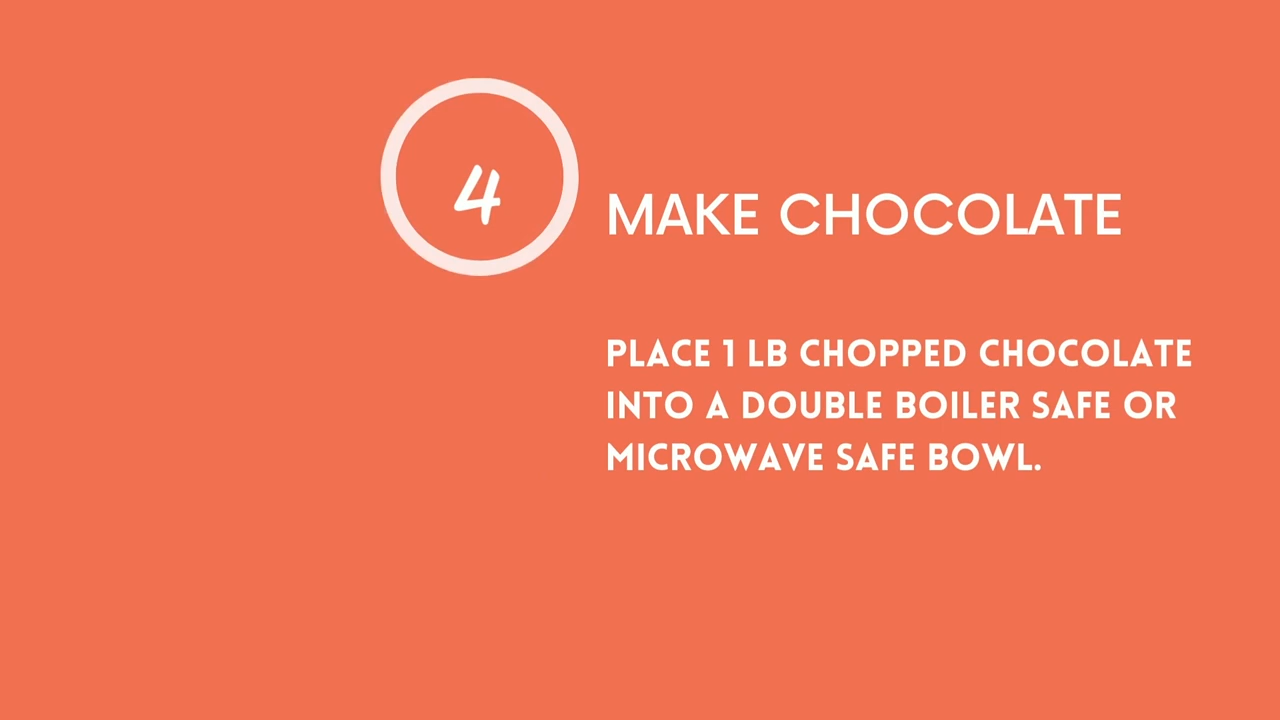 4
MAKE CHOCOLATE
PLACE 1 LB CHOPPED CHOCOLATE
INTO A DOUBLE BOILER SAFE OR
MICROWAVE SAFE BOWL.